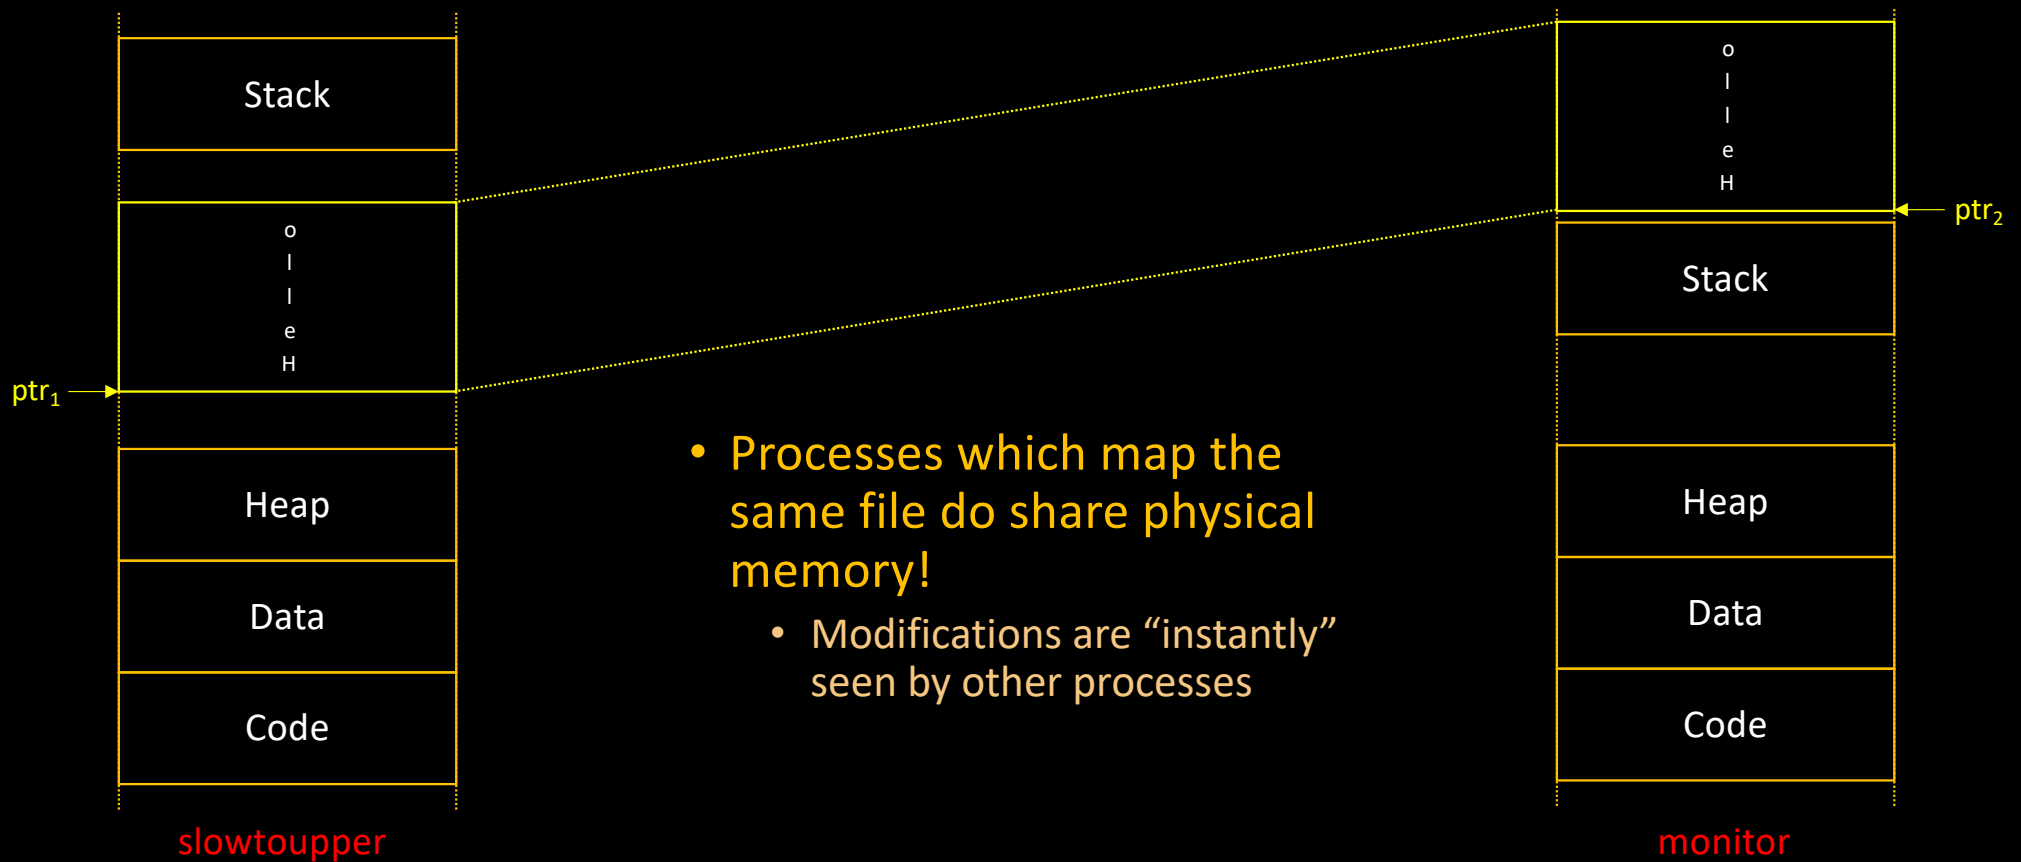 Stack
o
l
l
e
H
ptr₁
Heap
Data
Code
slowtoupper
• Processes which map the
same file do share physical
memory!
• Modifications are “instantly”
seen by other processes
o
l
l
e
H
ptr₂
Stack
Heap
Data
Code
monitor